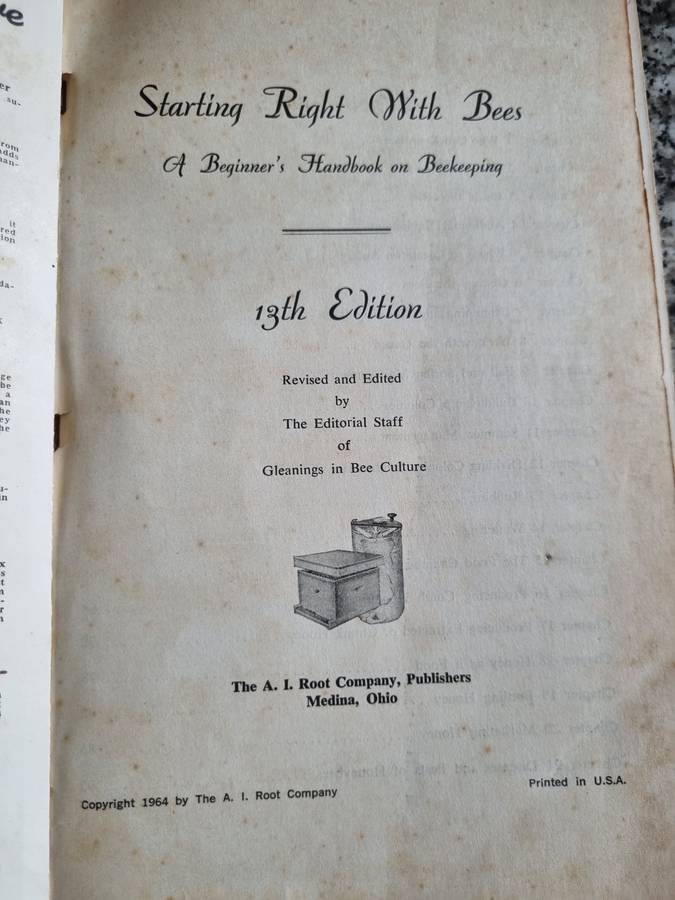 Starting Right With Bees
A Beginner's Handbook on Beekeeping
13th Edition
Revised and Edited
by
The Editorial Staff
of
Gleanings in Bee Culture
The A. I. Root Company, Publishers
Medina, Ohio
Copyright 1964 by The A. I. Root Company
Printed in U.S.A.